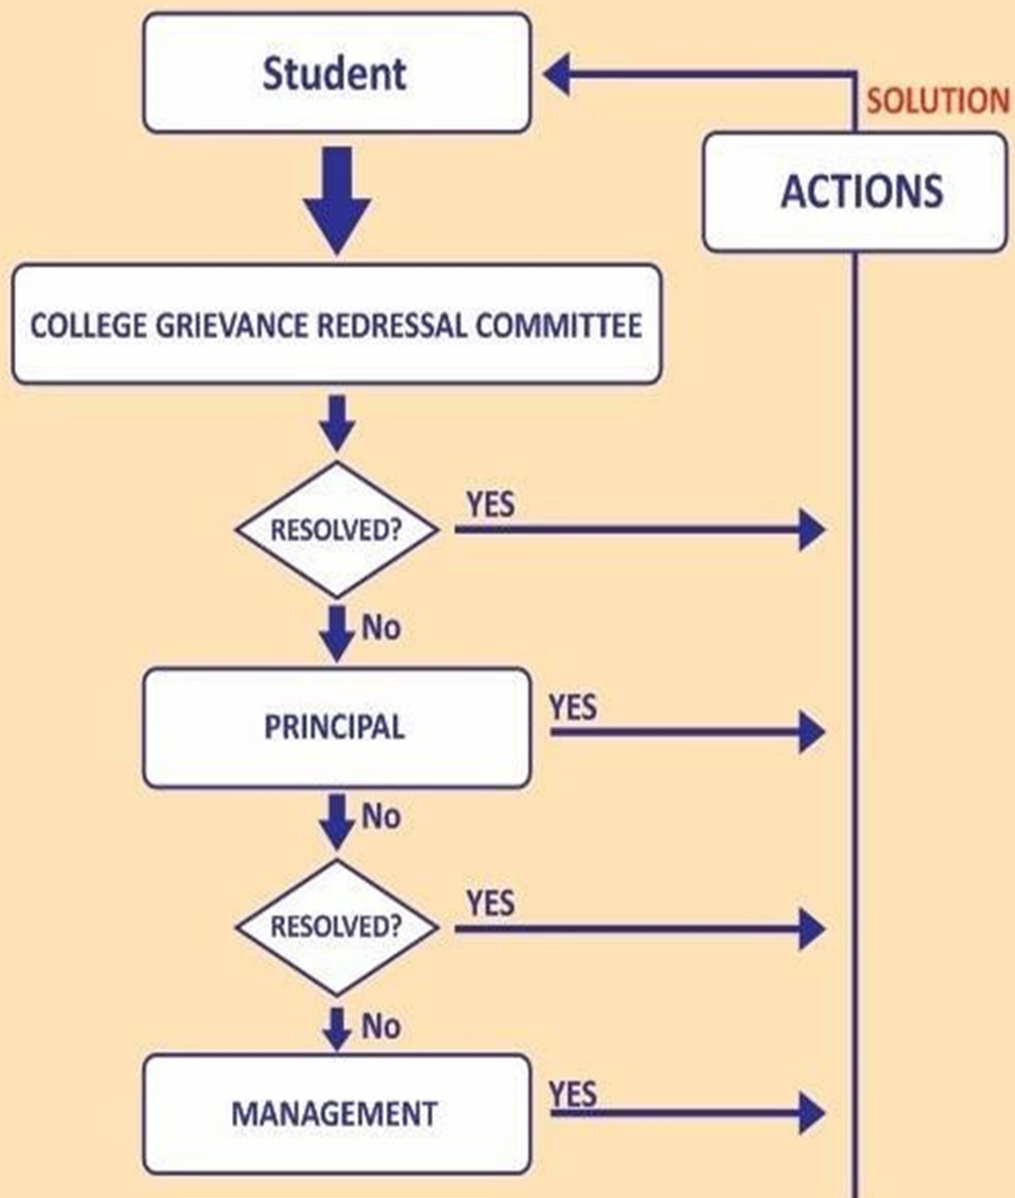 Student
SOLUTION
ACTIONS
COLLEGE GRIEVANCE REDRESSAL COMMITTEE
RESOLVED?
YES
No
PRINCIPAL
YES
No
RESOLVED?
YES
No
MANAGEMENT
YES